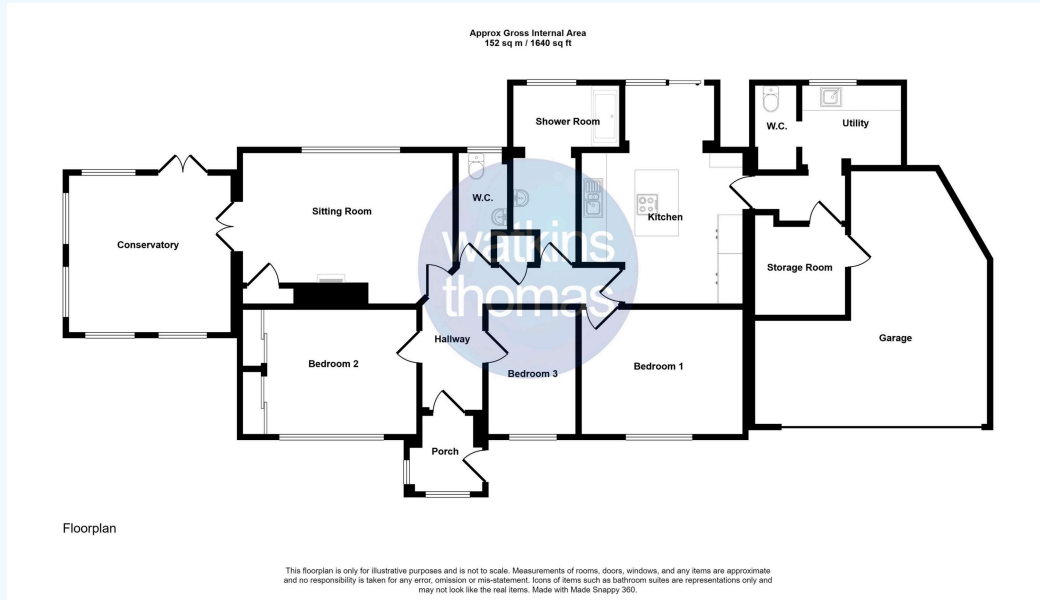 Approx Gross Internal Area
152 sq m / 1640 sq ft
Shower Room
W.C.
Utility
Sitting Room
W.C.
Kitchen
Conservatory
watkins
thomas
Storage Room
Hallway
Garage
Bedroom 2
Bedroom 3
Bedroom 1
Porch
Floorplan
This floorplan is only for illustrative purposes and is not to scale. Measurements of rooms, doors, windows, and any items are approximate
and no responsibility is taken for any error, omission or mis-statement. Icons of items such as bathroom suites are representations only and
may not look like the real items. Made with Made Snappy 360.